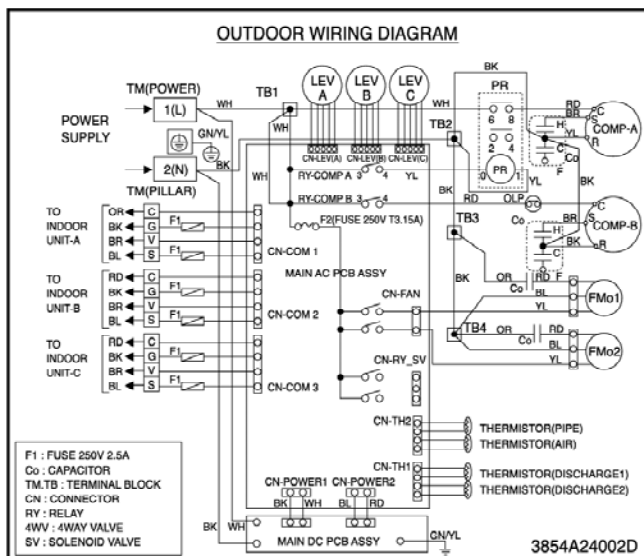 OUTDOOR WIRING DIAGRAM
TM(POWER)
POWER
SUPPLY
1(L)
2(N)
GN/YL
TM(PILLAR)
WH
BK
TB1
WH
WH
LEV
A
LEV
B
LEV
C
CN-LEV(A)
CN-LEV(B)
CN-LEV(C)
YL
WH
BK
PR
6 8
2 4
0 PR 1
TB2
BK
RD
YL
OLP
RD
BR
YL
H
C
F
Co
C
S
R
COMP-A
BK
RY-COMP A 3 4
RY-COMP B 3 4
F2(FUSE 250V T3.15A)
Co
BR
BK
H
C
F
C
S
R
COMP-B
TB3
BK
OR
Co
RD
BL
YL
FMo1
TB4
OR
Co
RD
BL
YL
FMo2
TO
INDOOR
UNIT-A
OR C
BK G F1
BR V
BL S F1
CN-COM 1
MAIN AC PCB ASSY
TO
INDOOR
UNIT-B
RD C
BK G F1
BR V
BL S F1
CN-COM 2
TO
INDOOR
UNIT-C
RD C
BK G F1
BR V
BL S F1
CN-COM 3
CN-FAN
CN-RY_SV
CN-TH2
THERMISTOR(PIPE)
THERMISTOR(AIR)
CN-TH1
THERMISTOR(DISCHARGE1)
THERMISTOR(DISCHARGE2)
CN-POWER1
CN-POWER2
BK WH
BL RD
BK
WH
MAIN DC PCB ASSY
GN/YL
F1 : FUSE 250V 2.5A
Co : CAPACITOR
TM.TB : TERMINAL BLOCK
CN : CONNECTOR
RY : RELAY
4WV : 4WAY VALVE
SV : SOLENOID VALVE
3854A24002D